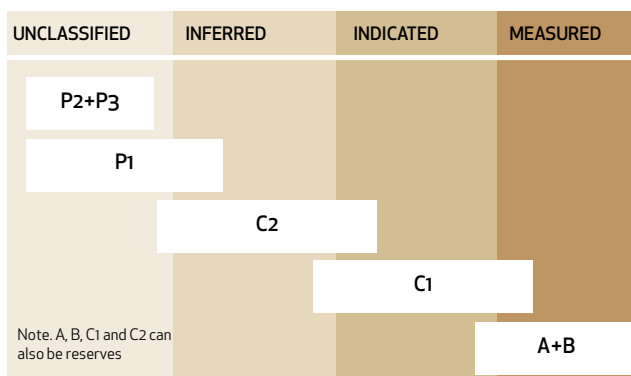 UNCLASSIFIED INFERRED INDICATED MEASURED
P2+P3
P1
C2
C1
Note. A, B, C1 and C2 can
also be reserves
A+B